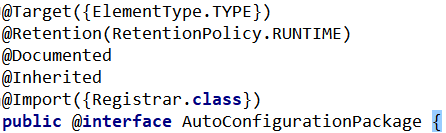 @Target({ElementType.TYPE})
@Retention(RetentionPolicy.RUNTIME)
@Documented
@Inherited
@Import({Registrar.class})
public @interface AutoConfigurationPackage {